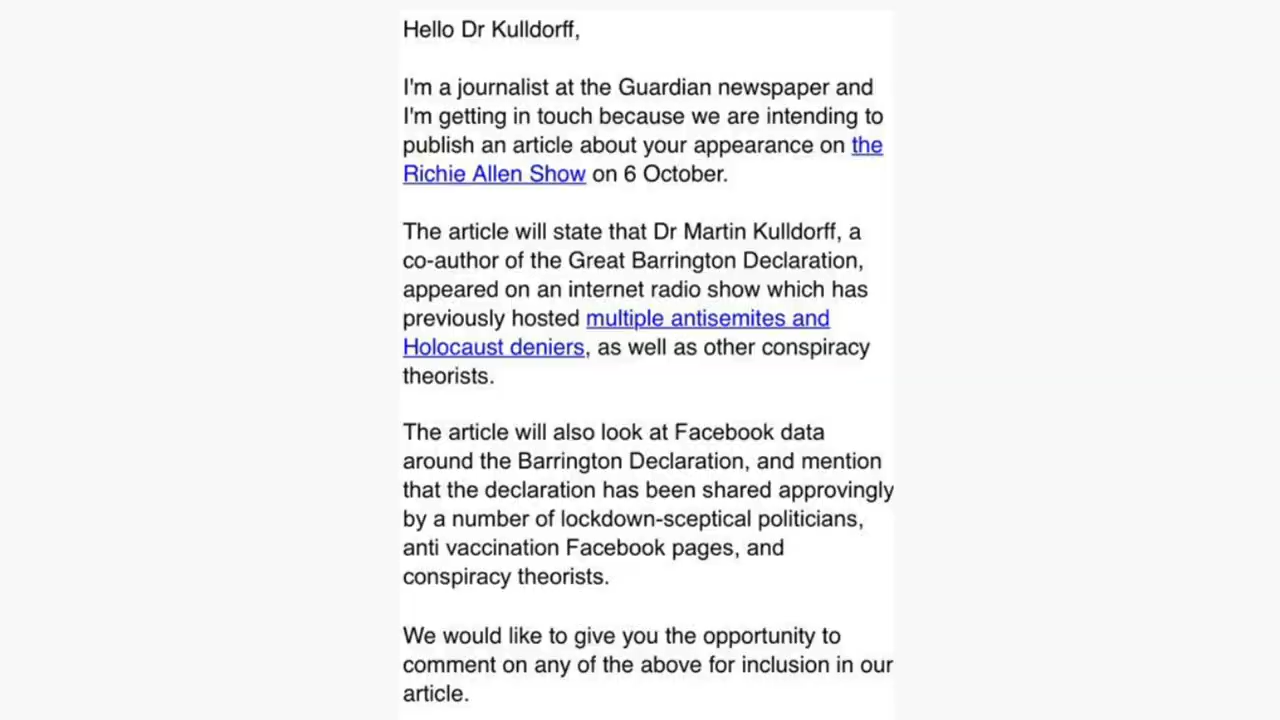 Hello Dr Kulldorff,
I'm a journalist at the Guardian newspaper and
I'm getting in touch because we are intending to
publish an article about your appearance on the
Richie Allen Show on 6 October.
The article will state that Dr Martin Kulldorff, a
co-author of the Great Barrington Declaration,
appeared on an internet radio show which has
previously hosted multiple antisemites and
Holocaust deniers, as well as other conspiracy
theorists.
The article will also look at Facebook data
around the Barrington Declaration, and mention
that the declaration has been shared approvingly
by a number of lockdown-sceptical politicians,
anti vaccination Facebook pages, and
conspiracy theorists.
We would like to give you the opportunity to
comment on any of the above for inclusion in our
article.